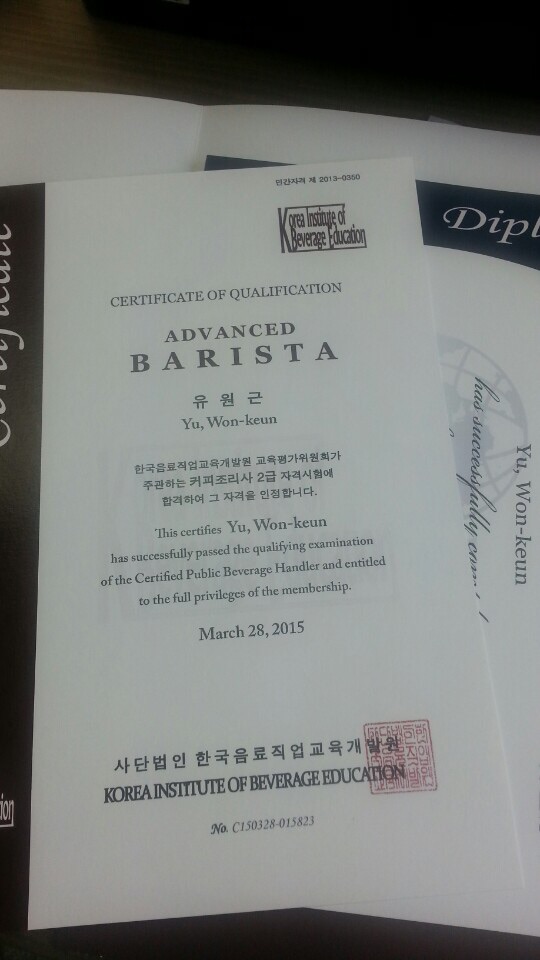 민간자격 제 2013-0350
Korea Institute of
Beverage Education
CERTIFICATE OF QUALIFICATION
ADVANCED
BARISTA
유 원 근
Yu, Won-keun
한국음료직업교육개발원 교육평가위원회가
주관하는 커피조리사 2급 자격시험에
합격하여 그 자격을 인정합니다.
This certifies Yu, Won-keun
has successfully passed the qualifying examination
of the Certified Public Beverage Handler and entitled
to the full privileges of the membership.
March 28, 2015
사단법인 한국음료직업교육개발원
KOREA INSTITUTE OF BEVERAGE EDUCATION
No. C150328-015823
Dipl
Yu, Won-keun
has successfully com